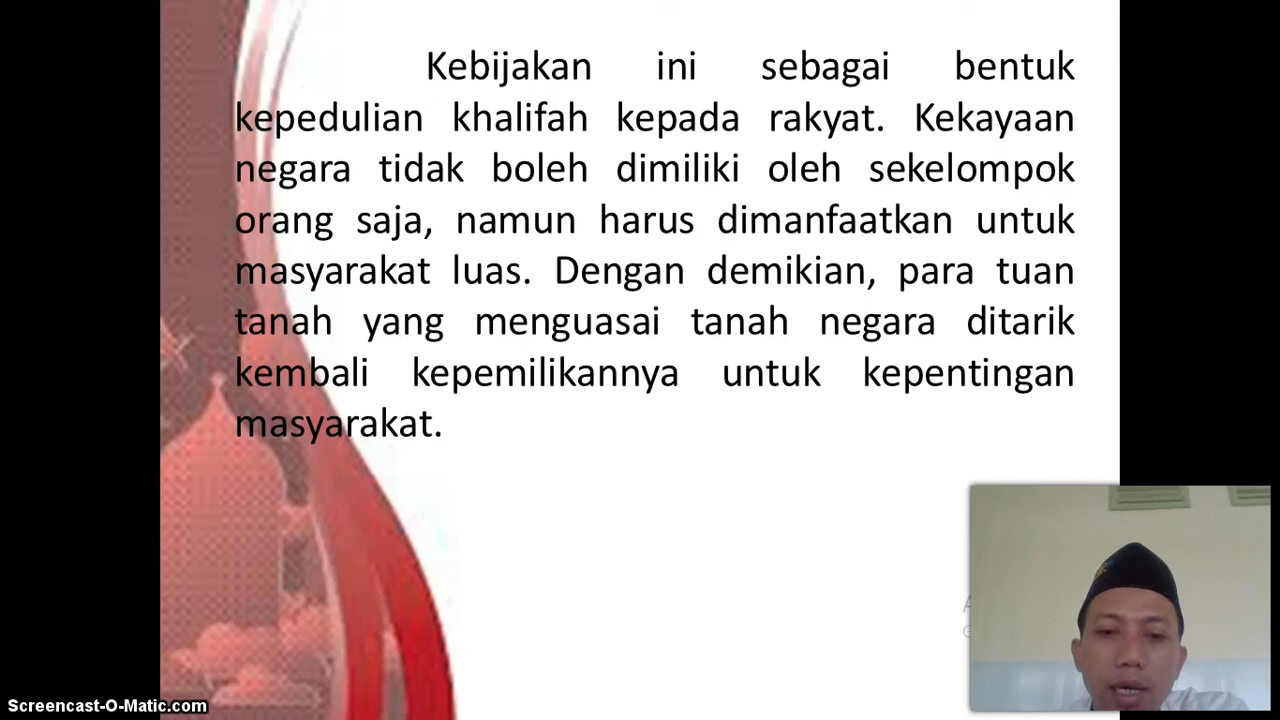 Kebijakan ini sebagai bentuk
kepedulian khalifah kepada rakyat. Kekayaan
negara tidak boleh dimiliki oleh sekelompok
orang saja, namun harus dimanfaatkan untuk
masyarakat luas. Dengan demikian, para tuan
tanah yang menguasai tanah negara ditarik
kembali kepemilikannya untuk kepentingan
masyarakat.
Screencast-O-Matic.com